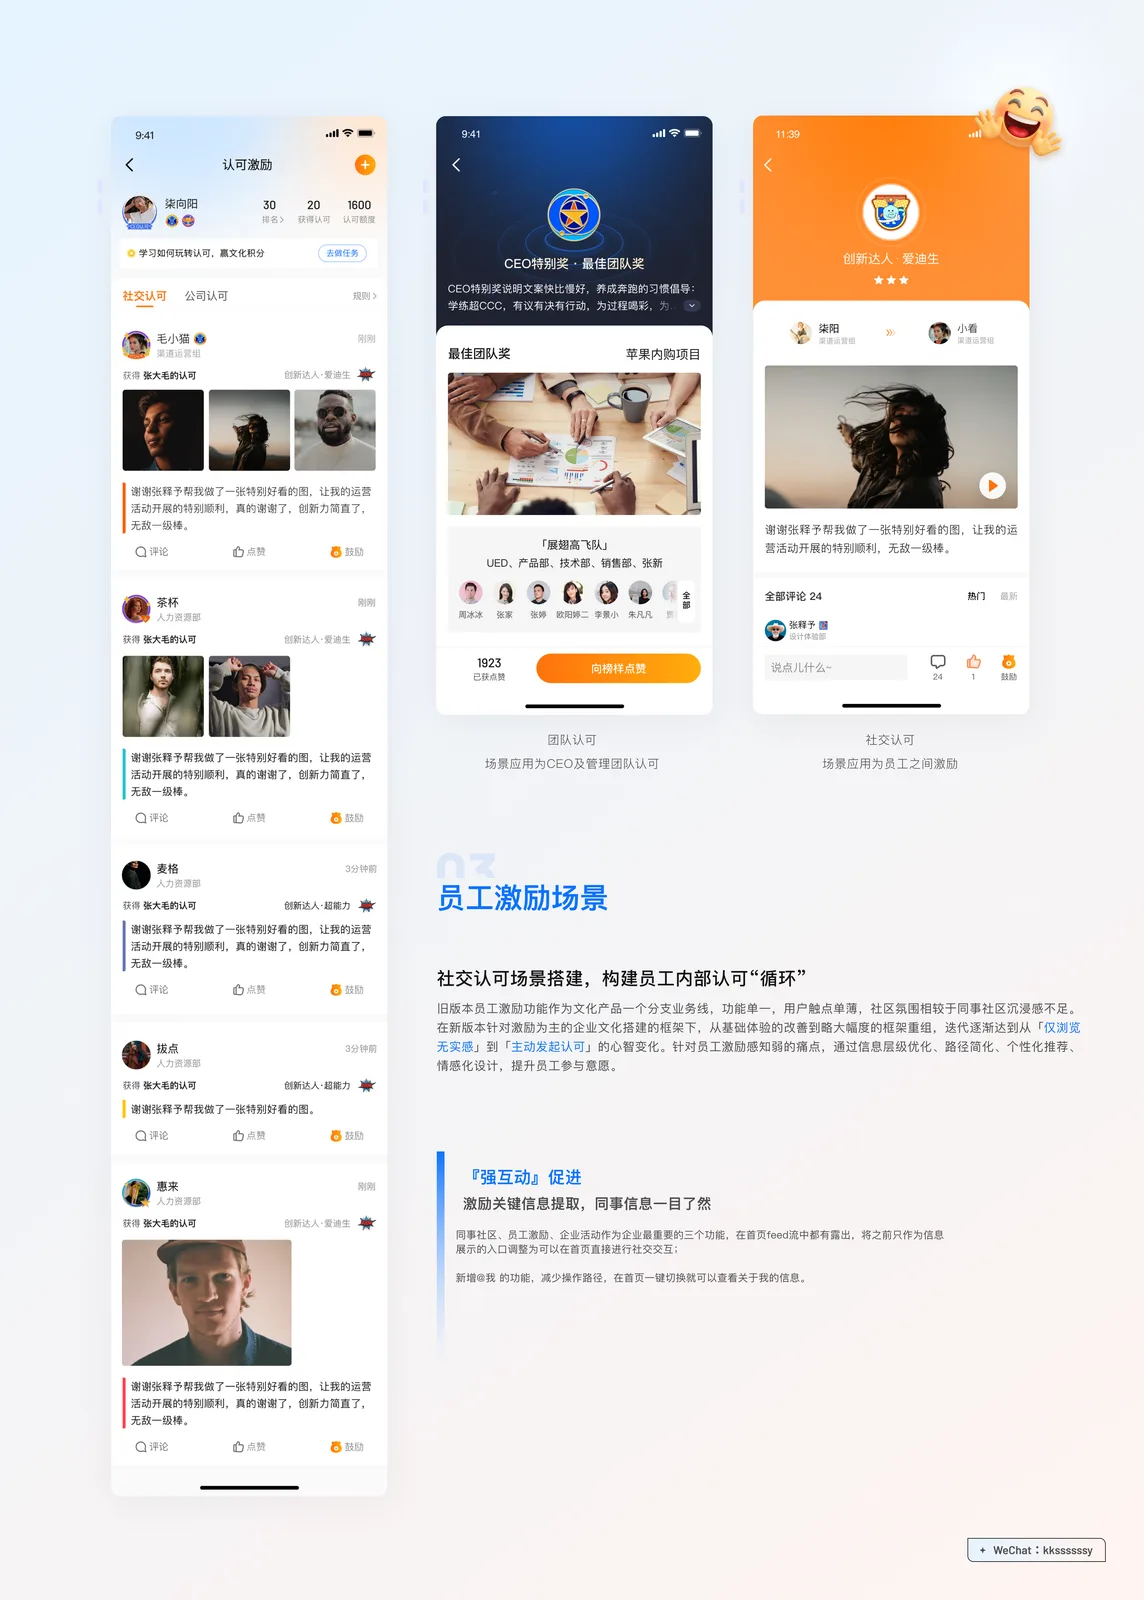 9:41
认可激励
柒向阳
30
20
1600
排名
获得认可
认可额度
学习如何玩转认可，赢文化积分
去做任务
社交认可
公司认可
规则
毛小猫
刚刚
渠道运营组
获得 张大毛的认可
创新达人·爱迪生
谢谢张释予帮我做了一张特别好看的图，让我的运营
活动开展的特别顺利，真的谢谢了，创新力简直了，
无敌一级棒。
评论
点赞
鼓励
茶杯
刚刚
人力资源部
获得 张大毛的认可
创新达人·爱迪生
谢谢张释予帮我做了一张特别好看的图，让我的运营
活动开展的特别顺利，真的谢谢了，创新力简直了，
无敌一级棒。
评论
点赞
鼓励
麦格
3分钟前
人力资源部
获得 张大毛的认可
创新达人·超能力
谢谢张释予帮我做了一张特别好看的图，让我的运营
活动开展的特别顺利，真的谢谢了，创新力简直了，
无敌一级棒。
评论
点赞
鼓励
拔点
3分钟前
人力资源部
获得 张大毛的认可
创新达人·超能力
谢谢张释予帮我做了一张特别好看的图。
评论
点赞
鼓励
惠来
刚刚
人力资源部
获得 张大毛的认可
创新达人·爱迪生
谢谢张释予帮我做了一张特别好看的图，让我的运营
活动开展的特别顺利，真的谢谢了，创新力简直了，
无敌一级棒。
评论
点赞
鼓励
9:41
CEO特别奖 · 最佳团队奖
CEO特别奖说明文案快比慢好，养成奔跑的习惯倡导：
学练超CCC，有议有决有行动，为过程喝彩，为..
最佳团队奖
苹果内购项目
「展翅高飞队」
UED、产品部、技术部、销售部、张新
周冰冰
张家
张婷
欧阳婷二
李景小
朱凡凡
全部
1923
已获点赞
向榜样点赞
团队认可
场景应用为CEO及管理团队认可
11:39
创新达人 · 爱迪生
柒阳
渠道运营组
小看
渠道运营组
谢谢张释予帮我做了一张特别好看的图，让我的运
营活动开展的特别顺利，无敌一级棒。
全部评论 24
热门
最新
张释予
设计体验部
说点儿什么~
24
1
鼓励
社交认可
场景应用为员工之间激励
03
员工激励场景
社交认可场景搭建，构建员工内部认可“循环”
旧版本员工激励功能作为文化产品一个分支业务线，功能单一，用户触点单薄，社区氛围相较于同事社区沉浸感不足。
在新版本针对激励为主的企业文化搭建的框架下，从基础体验的改善到略大幅度的框架重组，迭代逐渐达到从「仅浏览
无实感」到「主动发起认可」的心智变化。针对员工激励感知弱的痛点，通过信息层级优化、路径简化、个性化推荐、
情感化设计，提升员工参与意愿。
『强互动』促进
激励关键信息提取，同事信息一目了然
同事社区、员工激励、企业活动作为企业最重要的三个功能，在首页feed流中都有露出，将之前只作为信息
展示的入口调整为可以在首页直接进行社交交互；
新增@我 的功能，减少操作路径，在首页一键切换就可以查看关于我的信息。
+ WeChat：kkssssssy